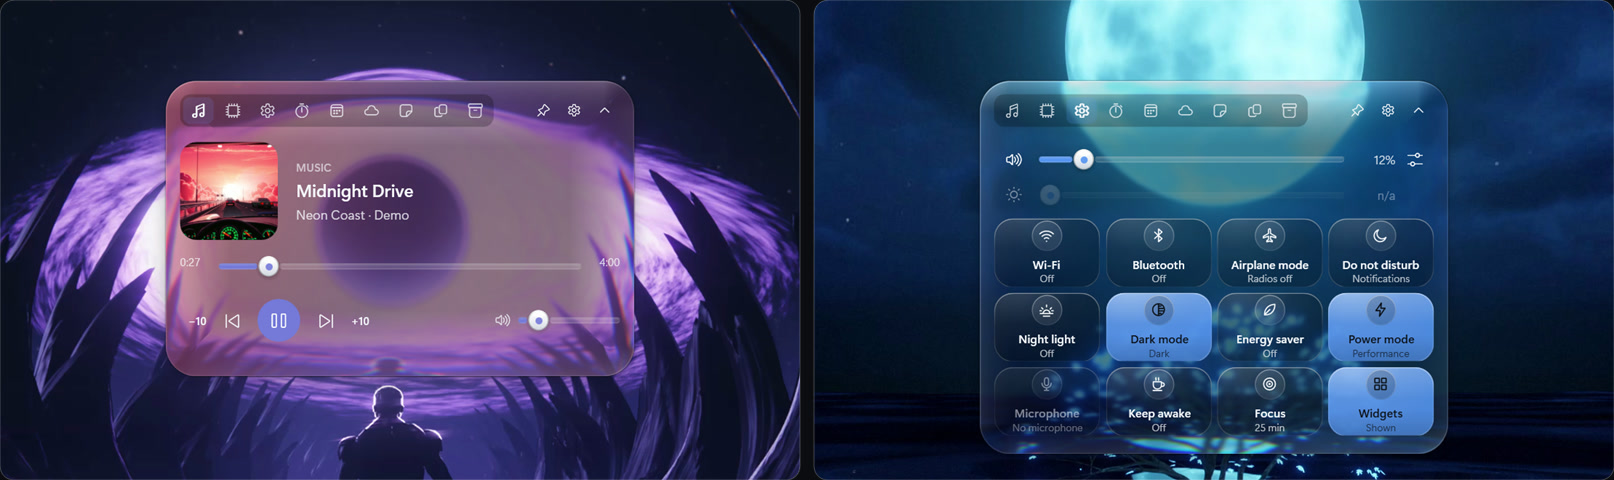 MUSIC
Midnight Drive
Neon Coast · Demo
0:27
4:00
−10
+10
12%
n/a
Wi-Fi
Off
Bluetooth
Off
Airplane mode
Radios off
Do not disturb
Notifications
Night light
Off
Dark mode
Dark
Energy saver
Off
Power mode
Performance
Microphone
No microphone
Keep awake
Off
Focus
25 min
Widgets
Shown